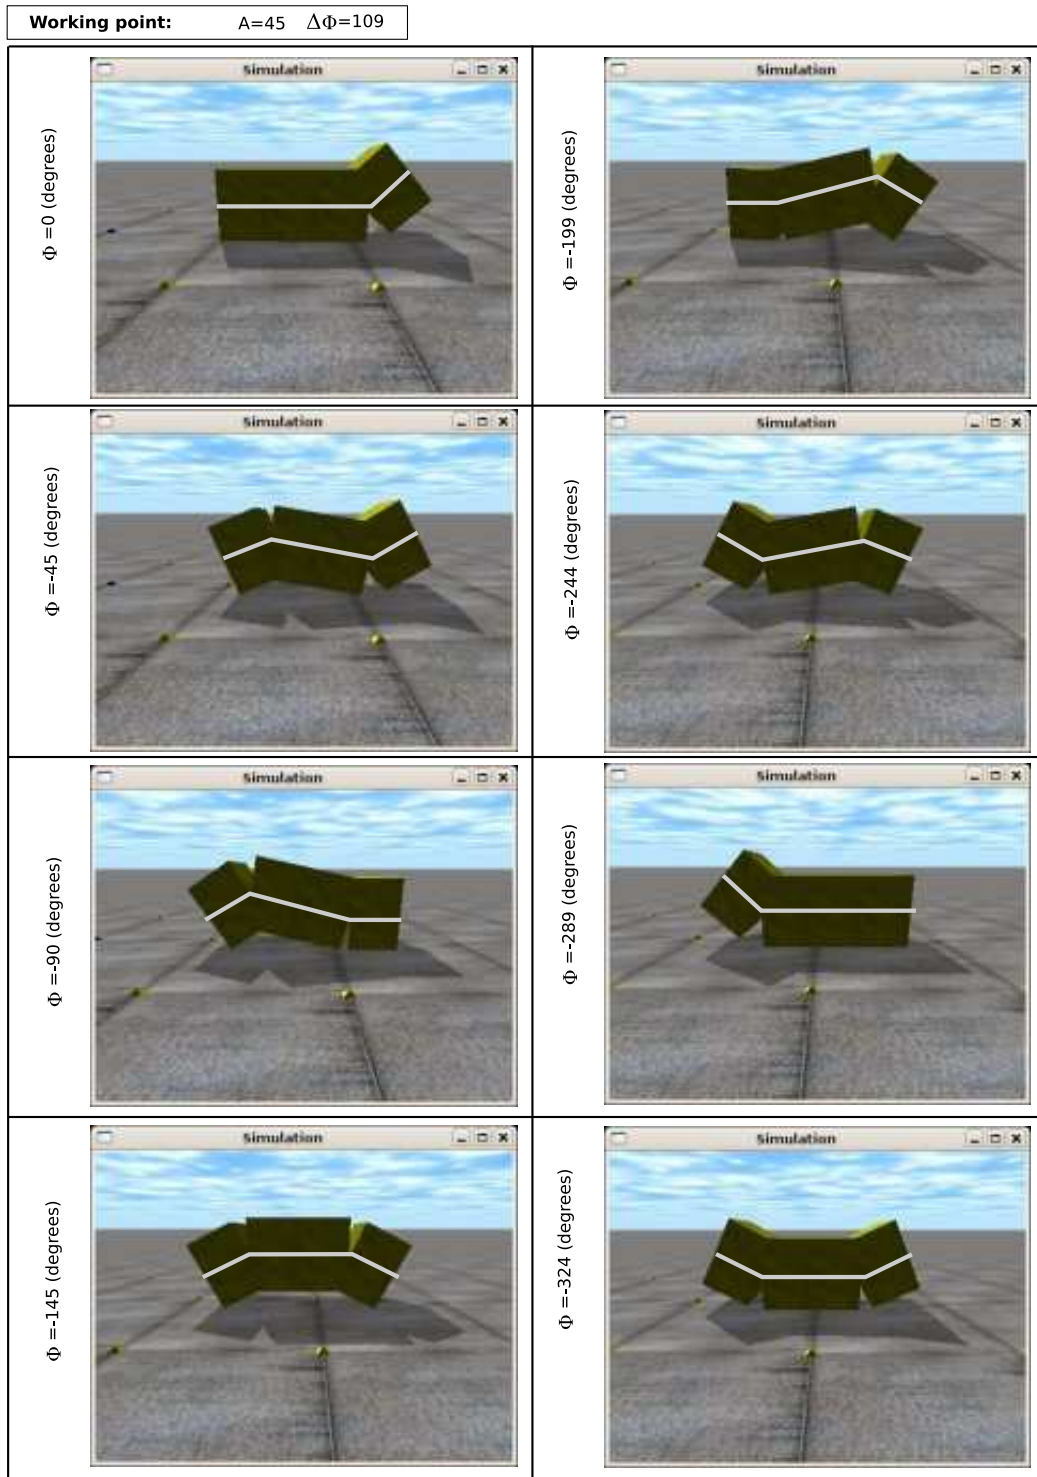 Working point: A=45 ΔΦ=109
Simulation
Φ =0 (degrees)
Simulation
Φ =-199 (degrees)
Simulation
Φ =-45 (degrees)
Simulation
Φ =-244 (degrees)
Simulation
Φ =-90 (degrees)
Simulation
Φ =-289 (degrees)
Simulation
Φ =-145 (degrees)
Simulation
Φ =-324 (degrees)